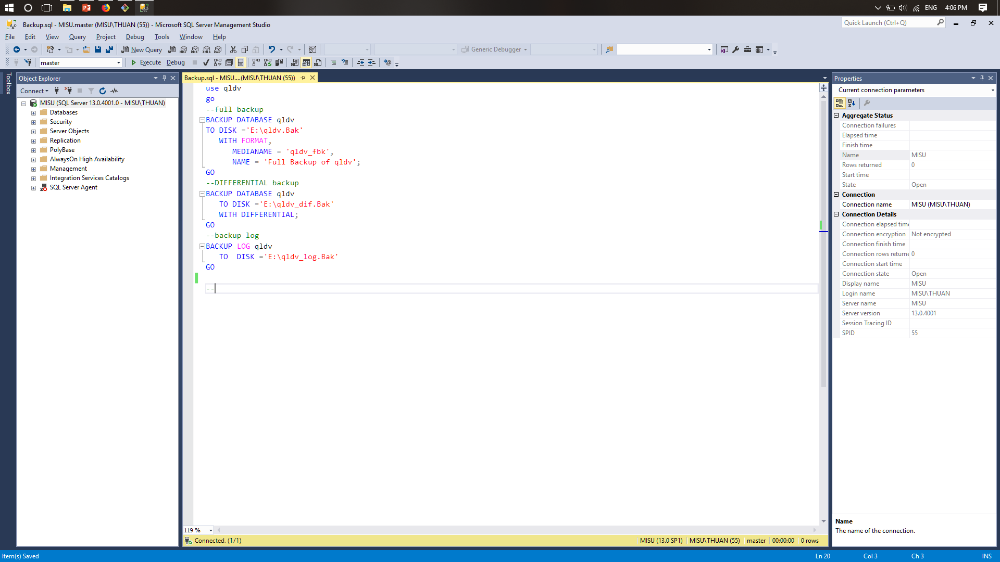 ENG
4:06 PM
Backup.sql - MISU.master (MISU\THUAN (55)) - Microsoft SQL Server Management Studio
Quick Launch (Ctrl+Q)
File Edit View Query Project Debug Tools Window Help
New Query
MDX DMX XMLA DAX
Generic Debugger
master
Execute Debug
Toolbox
Object Explorer
Connect
MISU (SQL Server 13.0.4001.0 - MISU\THUAN)
Databases
Security
Server Objects
Replication
PolyBase
AlwaysOn High Availability
Management
Integration Services Catalogs
SQL Server Agent
Backup.sql - MISU....(MISU\THUAN (55))
use qldv
go
--full backup
BACKUP DATABASE qldv
TO DISK ='E:\qldv.Bak'
WITH FORMAT,
MEDIANAME = 'qldv_fbk',
NAME = 'Full Backup of qldv';
GO
--DIFFERENTIAL backup
BACKUP DATABASE qldv
TO DISK ='E:\qldv_dif.Bak'
WITH DIFFERENTIAL;
GO
--backup log
BACKUP LOG qldv
TO  DISK ='E:\qldv_log.Bak'
GO
--
119 %
Connected. (1/1)
MISU (13.0 SP1)
MISU\THUAN (55)
master
00:00:00
0 rows
Properties
Current connection parameters
Aggregate Status
Connection failures
Elapsed time
Finish time
Name MISU
Rows returned 0
Start time
State Open
Connection
Connection name MISU (MISU\THUAN)
Connection Details
Connection elapsed time
Connection encryption Not encrypted
Connection finish time
Connection rows returne 0
Connection start time
Connection state Open
Display name MISU
Login name MISU\THUAN
Server name MISU
Server version 13.0.4001
Session Tracing ID
SPID 55
Name
The name of the connection.
Item(s) Saved
Ln 20
Col 3
Ch 3
INS